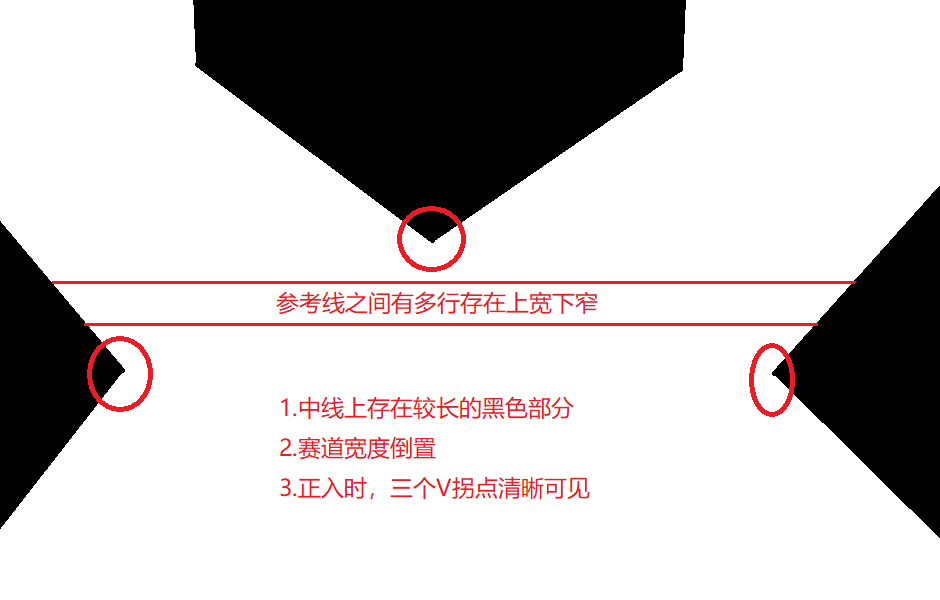 参考线之间有多行存在上宽下窄
1.中线上存在较长的黑色部分
2.赛道宽度倒置
3.正入时，三个V拐点清晰可见